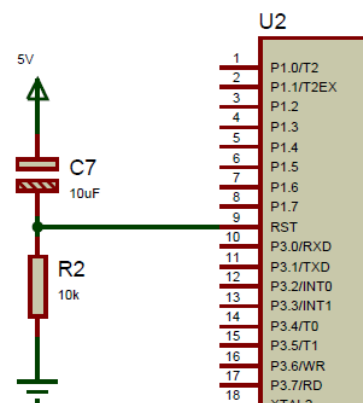 U2
5V
C7
10uF
R2
10k
1 P1.0/T2
2 P1.1/T2EX
3 P1.2
4 P1.3
5 P1.4
6 P1.5
7 P1.6
8 P1.7
9 RST
10 P3.0/RXD
11 P3.1/TXD
12 P3.2/INT0
13 P3.3/INT1
14 P3.4/T0
15 P3.5/T1
16 P3.6/WR
17 P3.7/RD
18 XTAL2